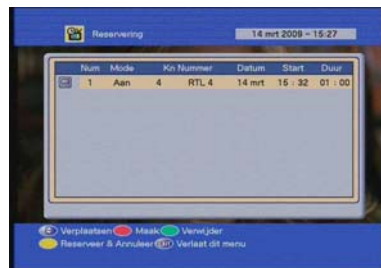 Reservering 14 mrt 2009 - 15:27
Num Mode Kn Nummer Datum Start Duur
1 Aan 4 RTL 4 14 mrt 15 : 32 01 : 00
Verplaatsen Maak Verwijder
Reserveer & Annuleer EXIT Verlaat dit menu